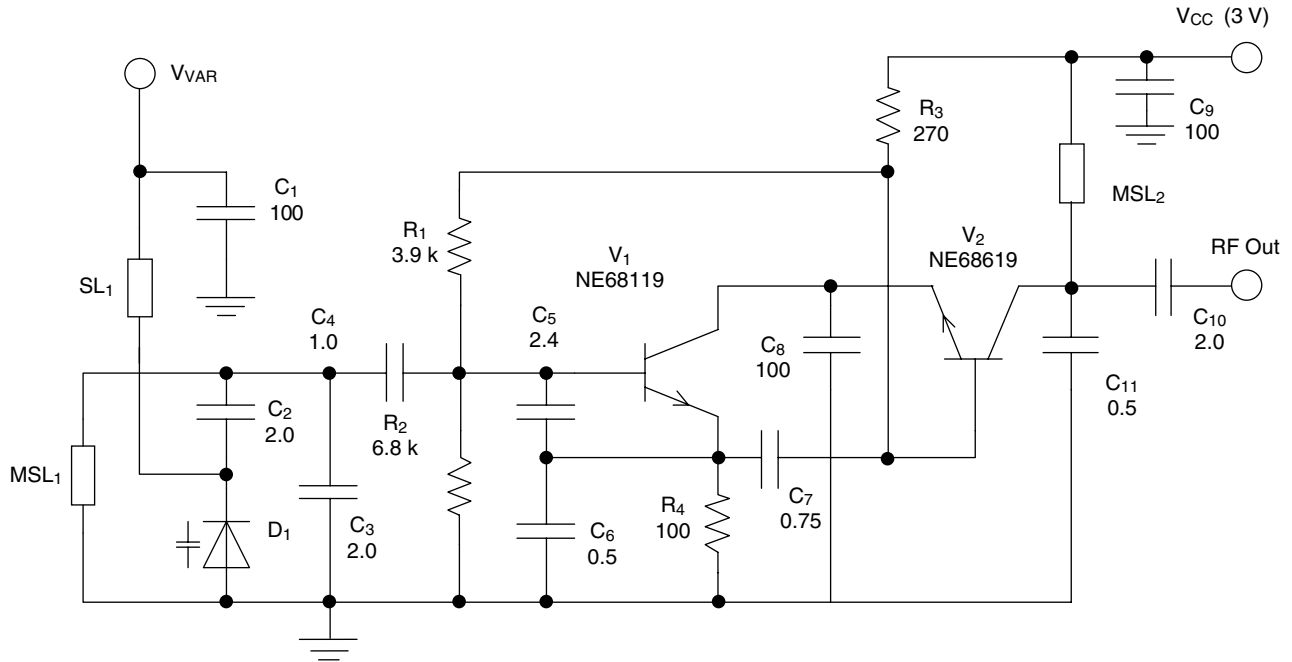 VCC (3 V)
VVAR
R3
270
C9
100
C1
100
R1
3.9 k
MSL2
V1
NE68119
V2
NE68619
RF Out
SL1
C4
1.0
C5
2.4
C8
100
C10
2.0
C2
2.0
R2
6.8 k
C11
0.5
MSL1
D1
C3
2.0
C6
0.5
R4
100
C7
0.75